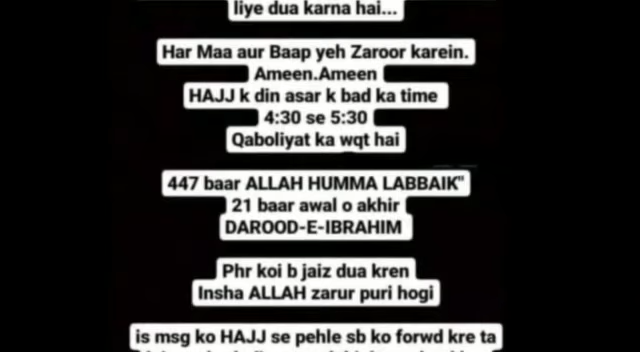 liye dua karna hai...
Har Maa aur Baap yeh Zaroor karein.
Ameen.Ameen
HAJJ k din asar k bad ka time
4:30 se 5:30
Qaboliyat ka wqt hai
447 baar ALLAH HUMMA LABBAIK"
21 baar awal o akhir
DAROOD-E-IBRAHIM
Phr koi b jaiz dua kren
Insha ALLAH zarur puri hogi
is msg ko HAJJ se pehle sb ko forwd kre ta